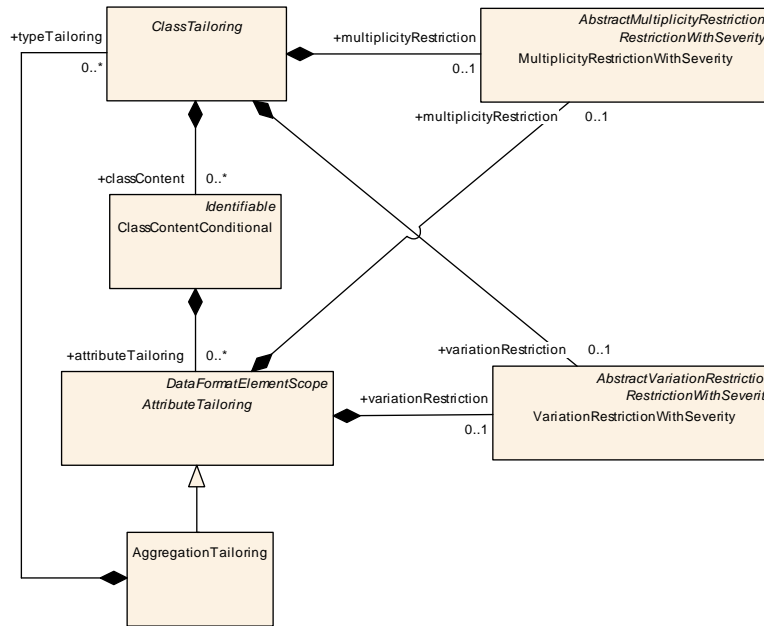 ClassTailoring
+typeTailoring
0..*
+multiplicityRestriction
0..1
AbstractMultiplicityRestriction
RestrictionWithSeverity
MultiplicityRestrictionWithSeverity
+multiplicityRestriction
0..1
+classContent
0..*
Identifiable
ClassContentConditional
+attributeTailoring
0..*
+variationRestriction
0..1
DataFormatElementScope
AttributeTailoring
+variationRestriction
0..1
AbstractVariationRestrictio
RestrictionWithSeverit
VariationRestrictionWithSeverity
AggregationTailoring